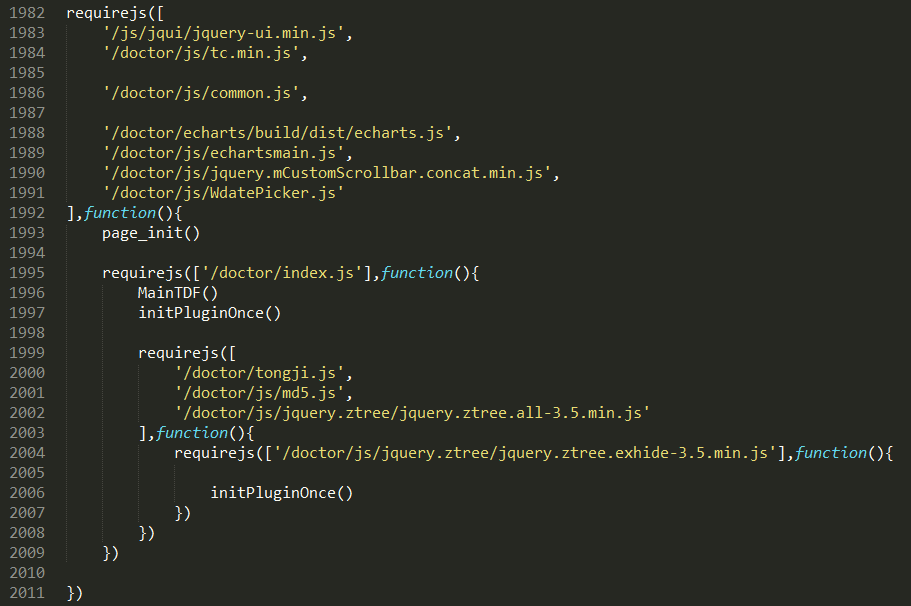 1982 requirejs([
1983     '/js/jqui/jquery-ui.min.js',
1984     '/doctor/js/tc.min.js',
1985
1986     '/doctor/js/common.js',
1987
1988     '/doctor/echarts/build/dist/echarts.js',
1989     '/doctor/js/echartsmain.js',
1990     '/doctor/js/jquery.mCustomScrollbar.concat.min.js',
1991     '/doctor/js/WdatePicker.js'
1992 ],function(){
1993     page_init()
1994
1995     requirejs(['/doctor/index.js'],function(){
1996         MainTDF()
1997         initPluginOnce()
1998
1999         requirejs([
2000             '/doctor/tongji.js',
2001             '/doctor/js/md5.js',
2002             '/doctor/js/jquery.ztree/jquery.ztree.all-3.5.min.js'
2003         ],function(){
2004             requirejs(['/doctor/js/jquery.ztree/jquery.ztree.exhide-3.5.min.js'],function(){
2005
2006                 initPluginOnce()
2007             })
2008         })
2009     })
2010
2011 })